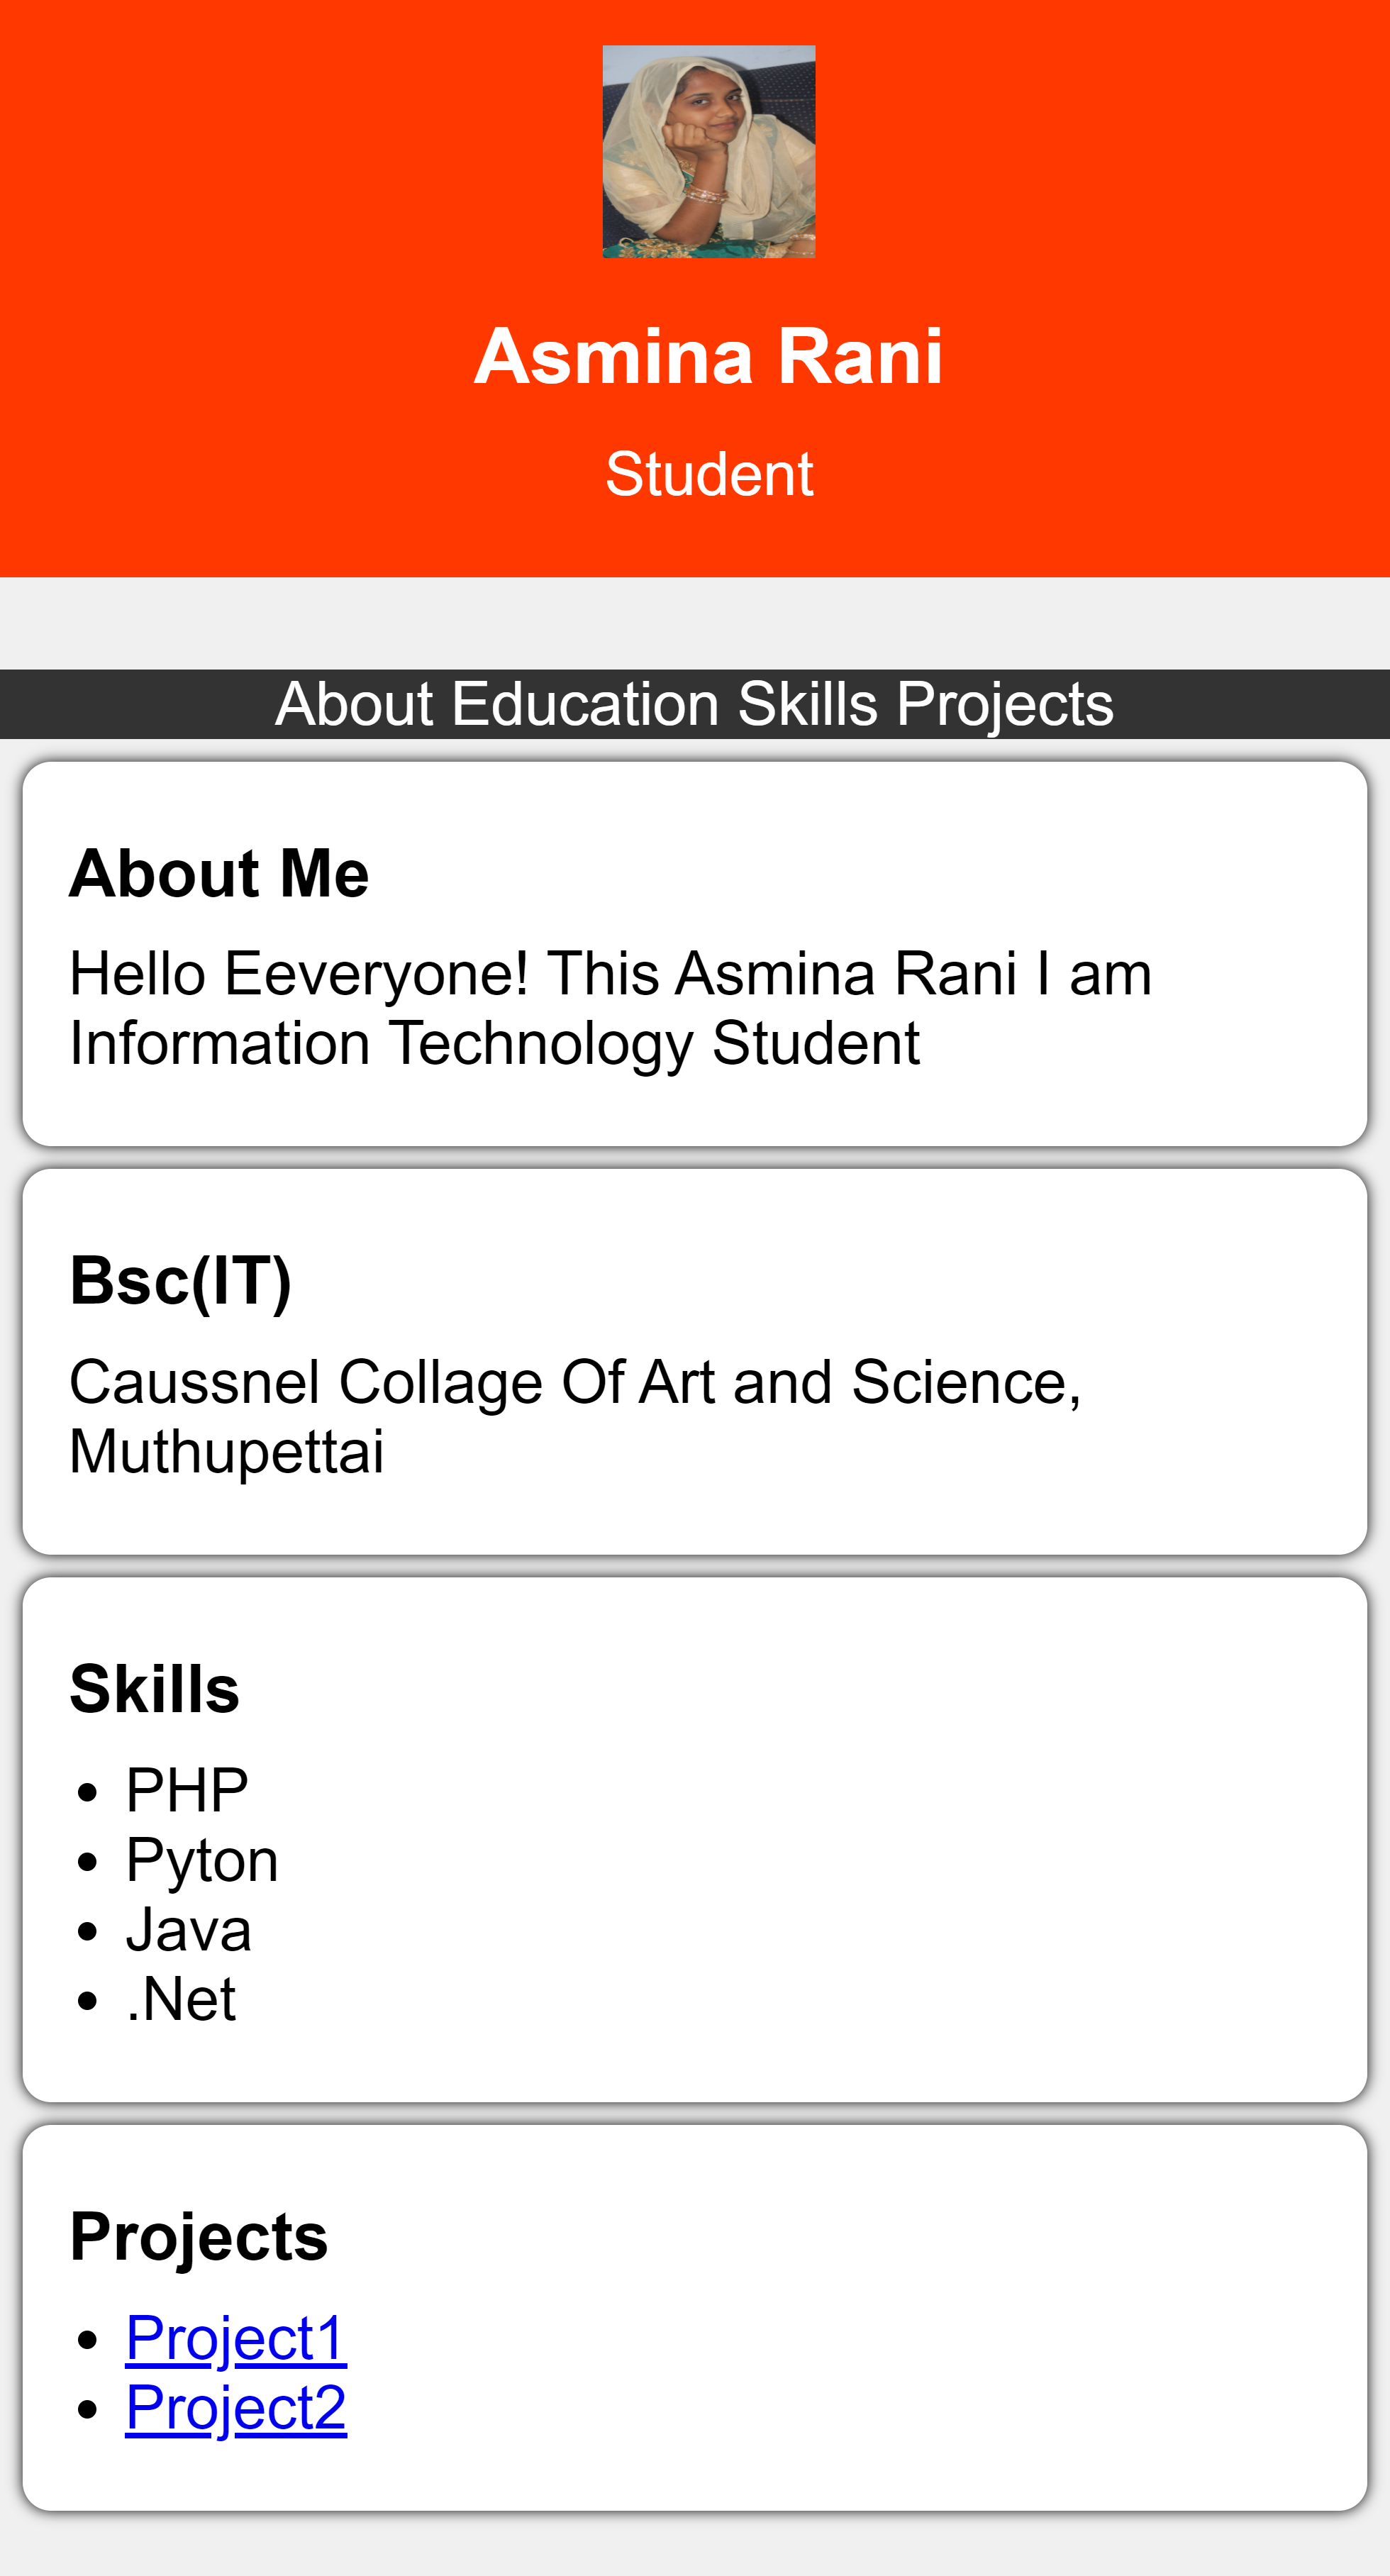 Asmina Rani
Student
About Education Skills Projects
About Me
Hello Eeveryone! This Asmina Rani I am
Information Technology Student
Bsc(IT)
Caussnel Collage Of Art and Science,
Muthupettai
Skills
• PHP
• Pyton
• Java
• .Net
Projects
• Project1
• Project2